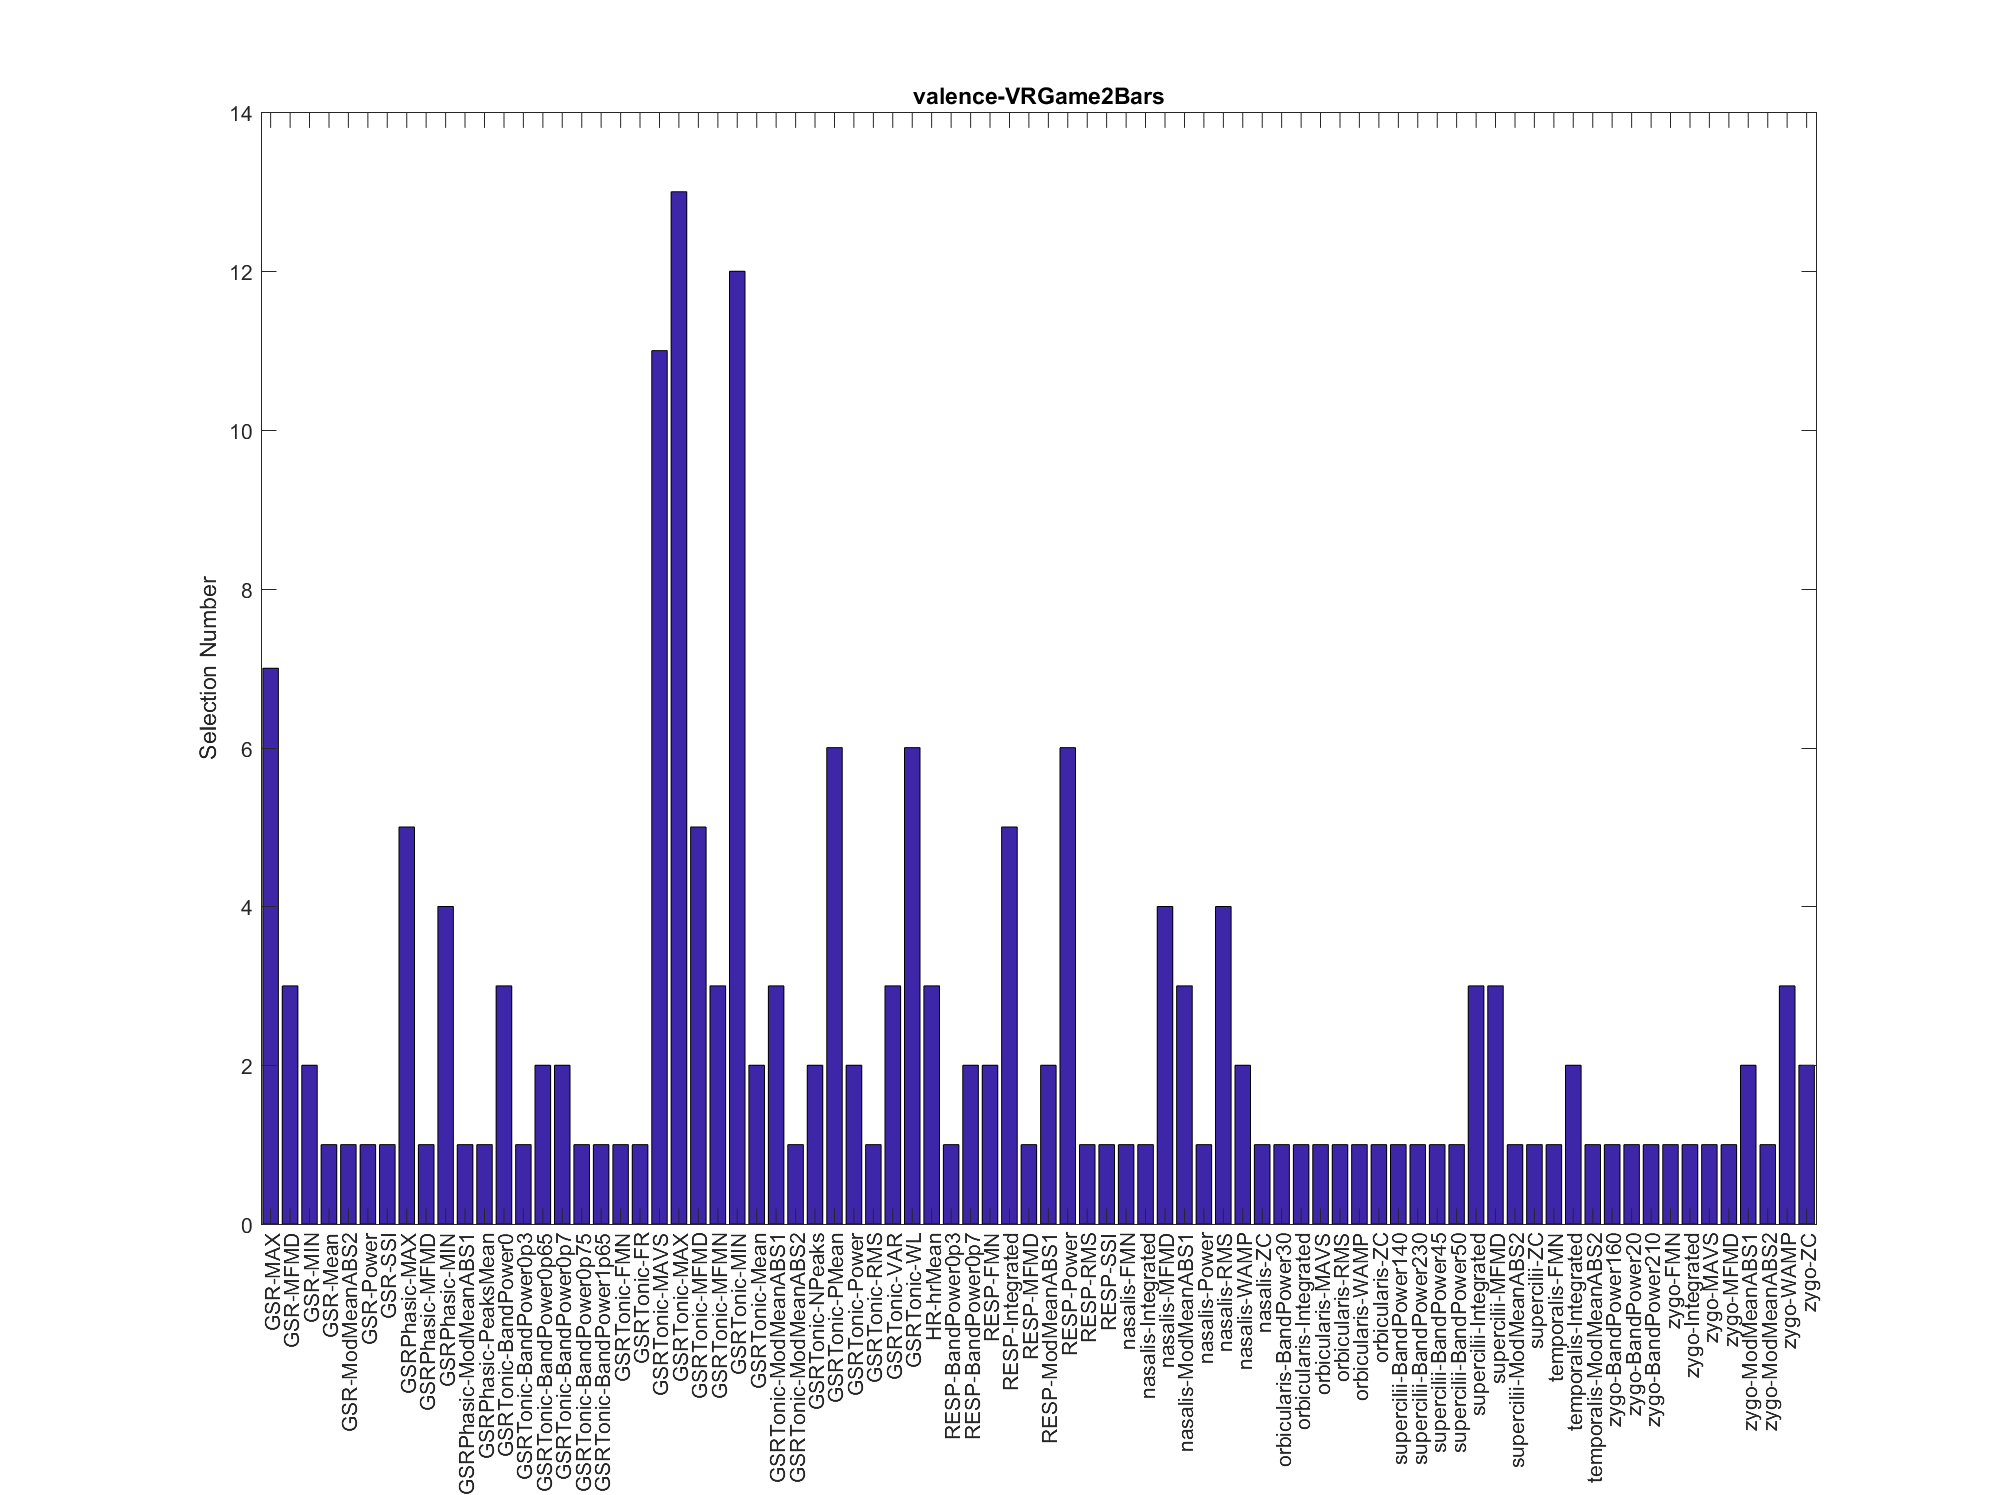 valence-VRGame2Bars
Selection Number
14
12
10
8
6
4
2
0
GSR-MAX
GSR-MFMD
GSR-MIN
GSR-Mean
GSR-ModMeanABS2
GSR-Power
GSR-SSI
GSRPhasic-MAX
GSRPhasic-MFMD
GSRPhasic-MIN
GSRPhasic-ModMeanABS1
GSRPhasic-PeaksMean
GSRTonic-BandPower0
GSRTonic-BandPower0p3
GSRTonic-BandPower0p65
GSRTonic-BandPower0p7
GSRTonic-BandPower0p75
GSRTonic-BandPower1p65
GSRTonic-FMN
GSRTonic-FR
GSRTonic-MAVS
GSRTonic-MAX
GSRTonic-MFMD
GSRTonic-MFMN
GSRTonic-MIN
GSRTonic-Mean
GSRTonic-ModMeanABS1
GSRTonic-ModMeanABS2
GSRTonic-NPeaks
GSRTonic-PMean
GSRTonic-Power
GSRTonic-RMS
GSRTonic-VAR
GSRTonic-WL
HR-hrMean
RESP-BandPower0p3
RESP-BandPower0p7
RESP-FMN
RESP-Integrated
RESP-MFMD
RESP-ModMeanABS1
RESP-Power
RESP-RMS
RESP-SSI
nasalis-FMN
nasalis-Integrated
nasalis-MFMD
nasalis-ModMeanABS1
nasalis-Power
nasalis-RMS
nasalis-WAMP
nasalis-ZC
orbicularis-BandPower30
orbicularis-Integrated
orbicularis-MAVS
orbicularis-RMS
orbicularis-WAMP
orbicularis-ZC
supercilii-BandPower140
supercilii-BandPower230
supercilii-BandPower45
supercilii-BandPower50
supercilii-Integrated
supercilii-MFMD
supercilii-ModMeanABS2
supercilii-ZC
temporalis-FMN
temporalis-Integrated
temporalis-ModMeanABS2
zygo-BandPower160
zygo-BandPower20
zygo-BandPower210
zygo-FMN
zygo-Integrated
zygo-MAVS
zygo-MFMD
zygo-ModMeanABS1
zygo-ModMeanABS2
zygo-WAMP
zygo-ZC